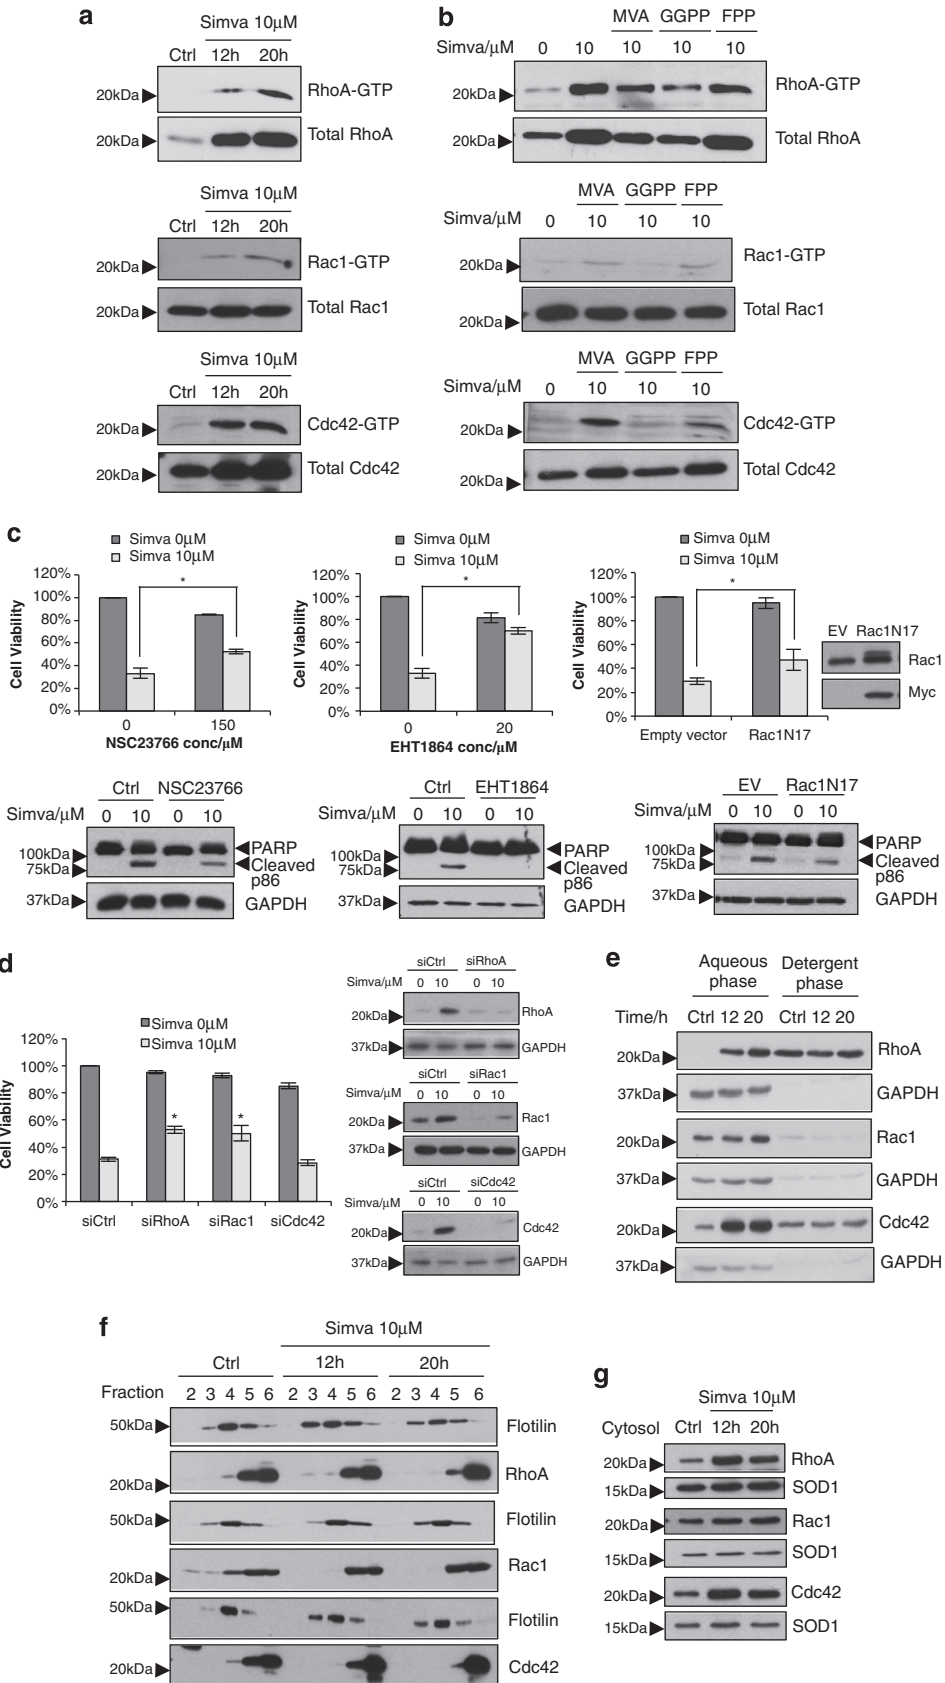 a
Simva 10µM
Ctrl 12h 20h
20kDa RhoA-GTP
20kDa Total RhoA
Simva 10µM
Ctrl 12h 20h
20kDa Rac1-GTP
20kDa Total Rac1
Simva 10µM
Ctrl 12h 20h
20kDa Cdc42-GTP
20kDa Total Cdc42
b
MVA GGPP FPP
Simva/µM 0 10 10 10 10
20kDa RhoA-GTP
20kDa Total RhoA
MVA GGPP FPP
Simva/µM 0 10 10 10
20kDa Rac1-GTP
20kDa Total Rac1
MVA GGPP FPP
Simva/µM 0 10 10 10
20kDa Cdc42-GTP
20kDa Total Cdc42
c
Simva 0µM
Simva 10µM
Cell Viability
120%
100%
80%
60%
40%
20%
0%
*
0 150
NSC23766 conc/µM
Simva 0µM
Simva 10µM
Cell Viability
120%
100%
80%
60%
40%
20%
0%
*
0 20
EHT1864 conc/µM
Simva 0µM
Simva 10µM
Cell Viability
120%
100%
80%
60%
40%
20%
0%
*
Empty vector Rac1N17
EV Rac1N17
Rac1
Myc
Ctrl NSC23766
Simva/µM 0 10 0 10
100kDa PARP
75kDa Cleaved
p86
37kDa GAPDH
Ctrl EHT1864
Simva/µM 0 10 0 10
100kDa PARP
75kDa Cleaved
p86
37kDa GAPDH
EV Rac1N17
Simva/µM 0 10 0 10
100kDa PARP
75kDa Cleaved
p86
37kDa GAPDH
d
Simva 0µM
Simva 10µM
Cell Viability
120%
100%
80%
60%
40%
20%
0%
* *
siCtrl siRhoA siRac1 siCdc42
siCtrl siRhoA
Simva/µM 0 10 0 10
20kDa RhoA
37kDa GAPDH
siCtrl siRac1
Simva/µM 0 10 0 10
20kDa Rac1
37kDa GAPDH
siCtrl siCdc42
Simva/µM 0 10 0 10
20kDa Cdc42
37kDa GAPDH
e
Aqueous phase Detergent phase
Time/h Ctrl 12 20 Ctrl 12 20
20kDa RhoA
37kDa GAPDH
20kDa Rac1
37kDa GAPDH
20kDa Cdc42
37kDa GAPDH
f
Simva 10µM
Ctrl 12h 20h
Fraction 2 3 4 5 6 2 3 4 5 6 2 3 4 5 6
50kDa Flotilin
20kDa RhoA
50kDa Flotilin
20kDa Rac1
50kDa Flotilin
20kDa Cdc42
g
Simva 10µM
Cytosol Ctrl 12h 20h
20kDa RhoA
15kDa SOD1
20kDa Rac1
15kDa SOD1
20kDa Cdc42
15kDa SOD1